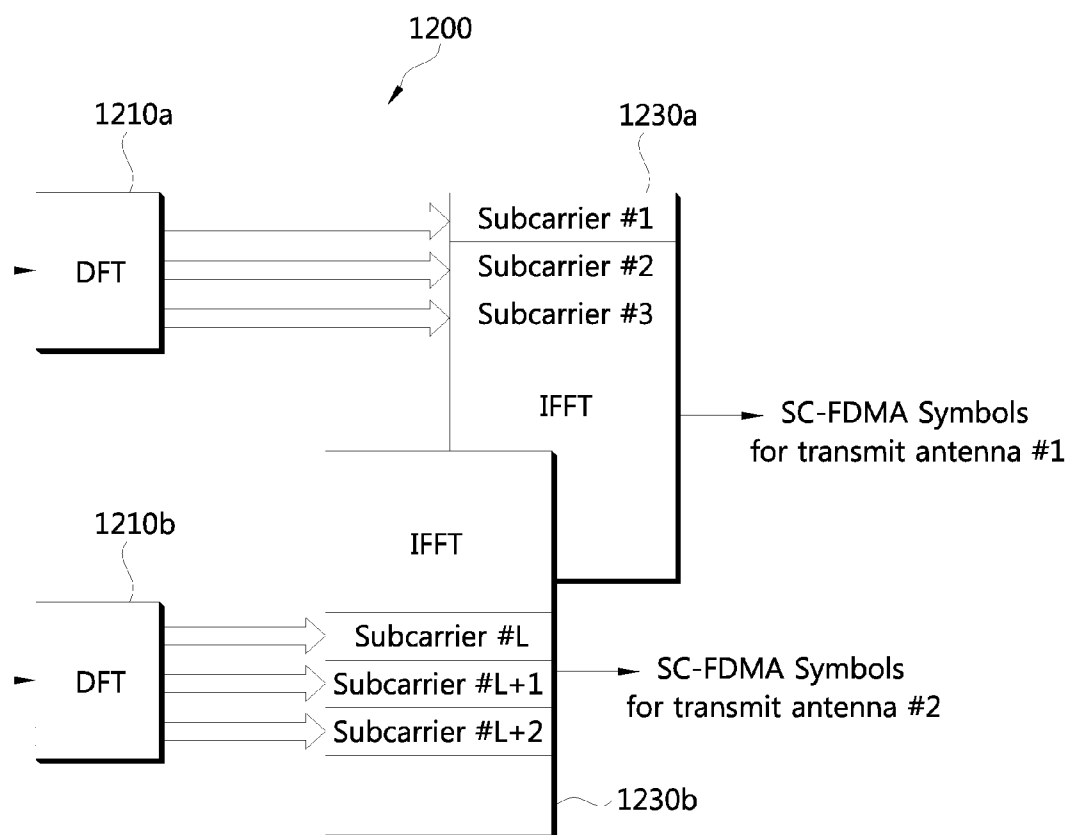 1200
1210a
1230a
DFT
Subcarrier #1
Subcarrier #2
Subcarrier #3
IFFT
SC-FDMA Symbols
for transmit antenna #1
1210b
IFFT
DFT
Subcarrier #L
Subcarrier #L+1
Subcarrier #L+2
SC-FDMA Symbols
for transmit antenna #2
1230b